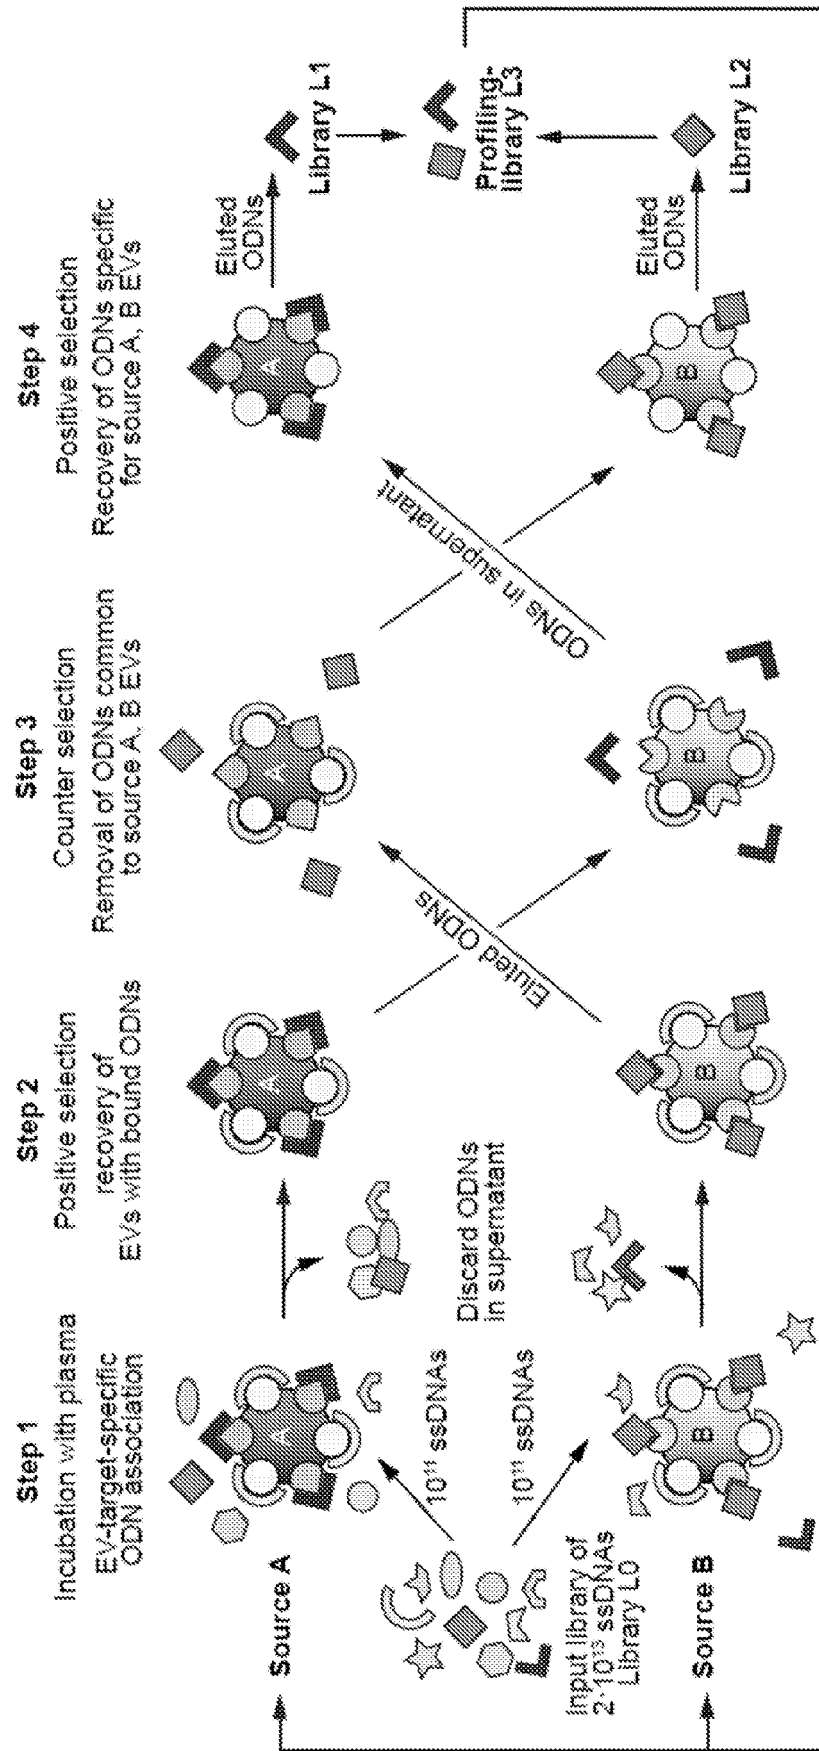 Step 1
Incubation with plasma
EV-target-specific
ODN association
Step 2
Positive selection
recovery of
EVs with bound ODNs
Step 3
Counter selection
Removal of ODNs common
to source A, B EVs
Step 4
Positive selection
Recovery of ODNs specific
for source A, B EVs
Source A
A
A
A
A
Eluted
ODNs
Library L1
10¹¹ ssDNAs
Discard ODNs
in supernatant
Eluted ODNs
ODNs in supernatant
Profiling-
library L3
10¹¹ ssDNAs
Input library of
ssDNAs
Library L0
Source B
B
B
B
B
Eluted
ODNs
Library L2